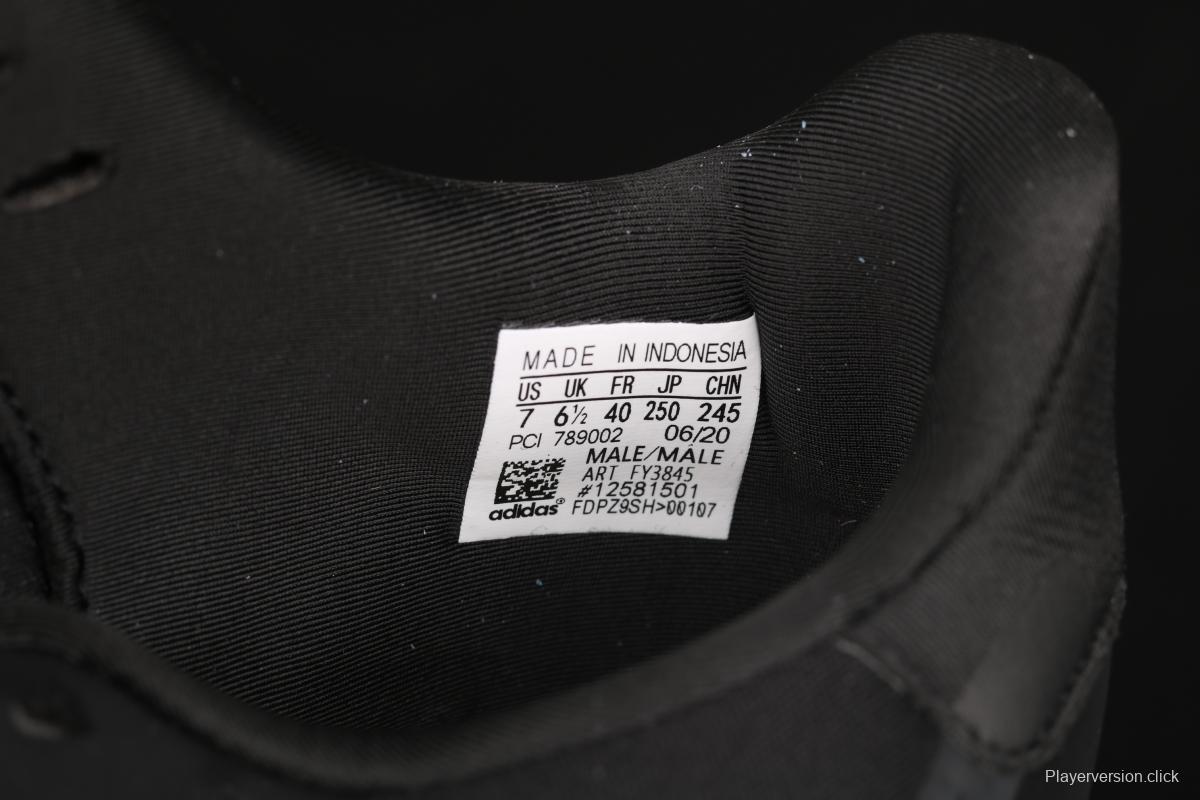 MADE IN INDONESIA
US UK FR JP CHN
7 6½ 40 250 245
PCI 789002 06/20
MALE/MÂLE
ART FY3845
#12581501
adidas® FDPZ9SH>00107
Playerversion.click